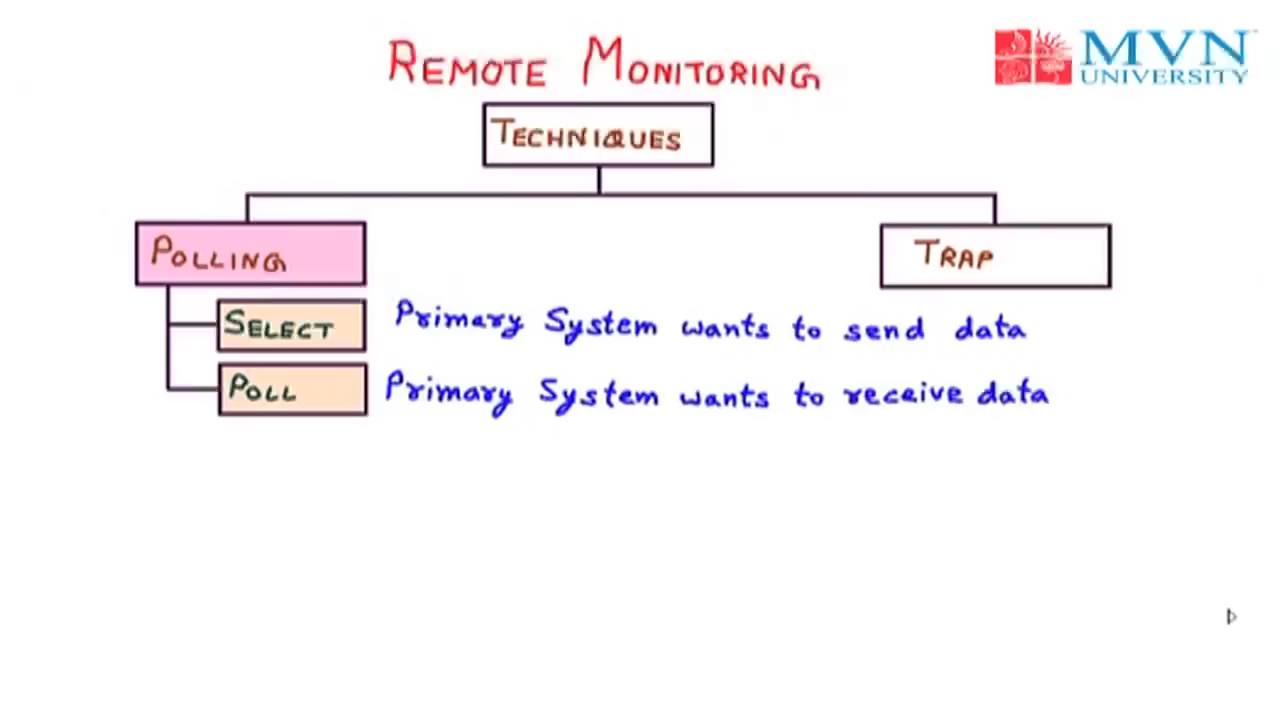 REMOTE MONITORING
MVN
UNIVERSITY
TECHNIQUES
POLLING
TRAP
SELECT Primary System wants to send data
POLL Primary System wants to receive data